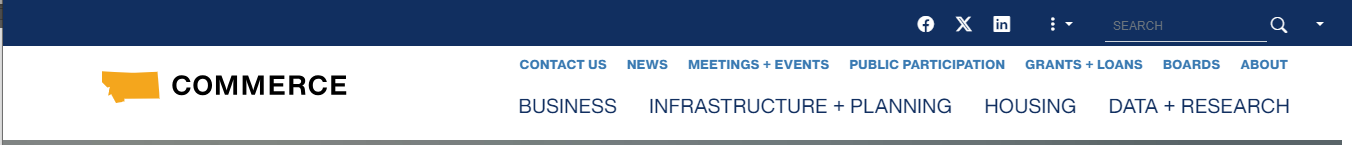 SEARCH
COMMERCE
CONTACT US NEWS MEETINGS + EVENTS PUBLIC PARTICIPATION GRANTS + LOANS BOARDS ABOUT
BUSINESS INFRASTRUCTURE + PLANNING HOUSING DATA + RESEARCH